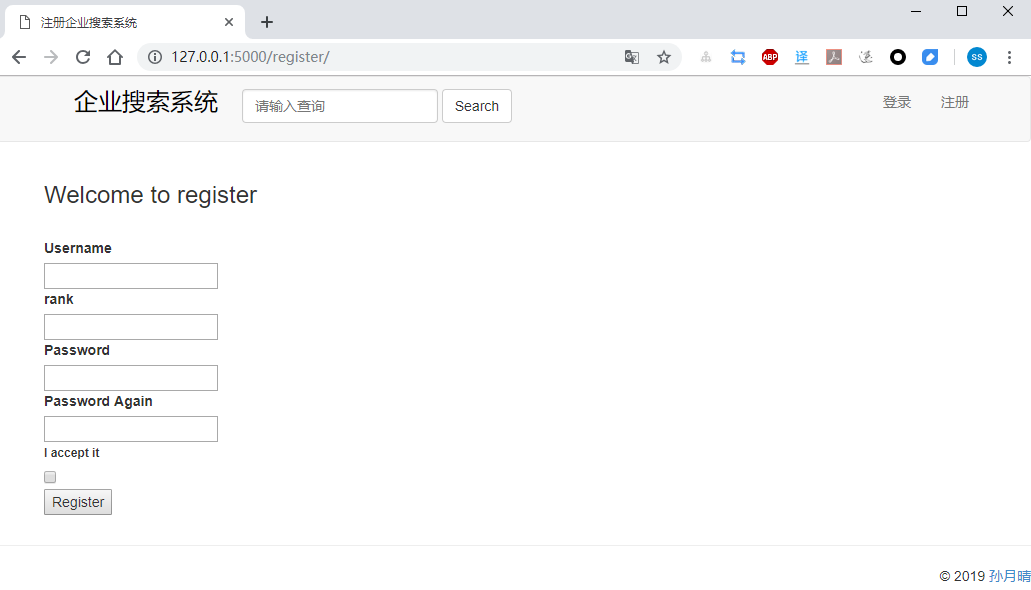 注册企业搜索系统
127.0.0.1:5000/register/
ABP
译
SS
企业搜索系统
请输入查询
Search
登录
注册
Welcome to register
Username
rank
Password
Password Again
I accept it
Register
© 2019 孙月晴